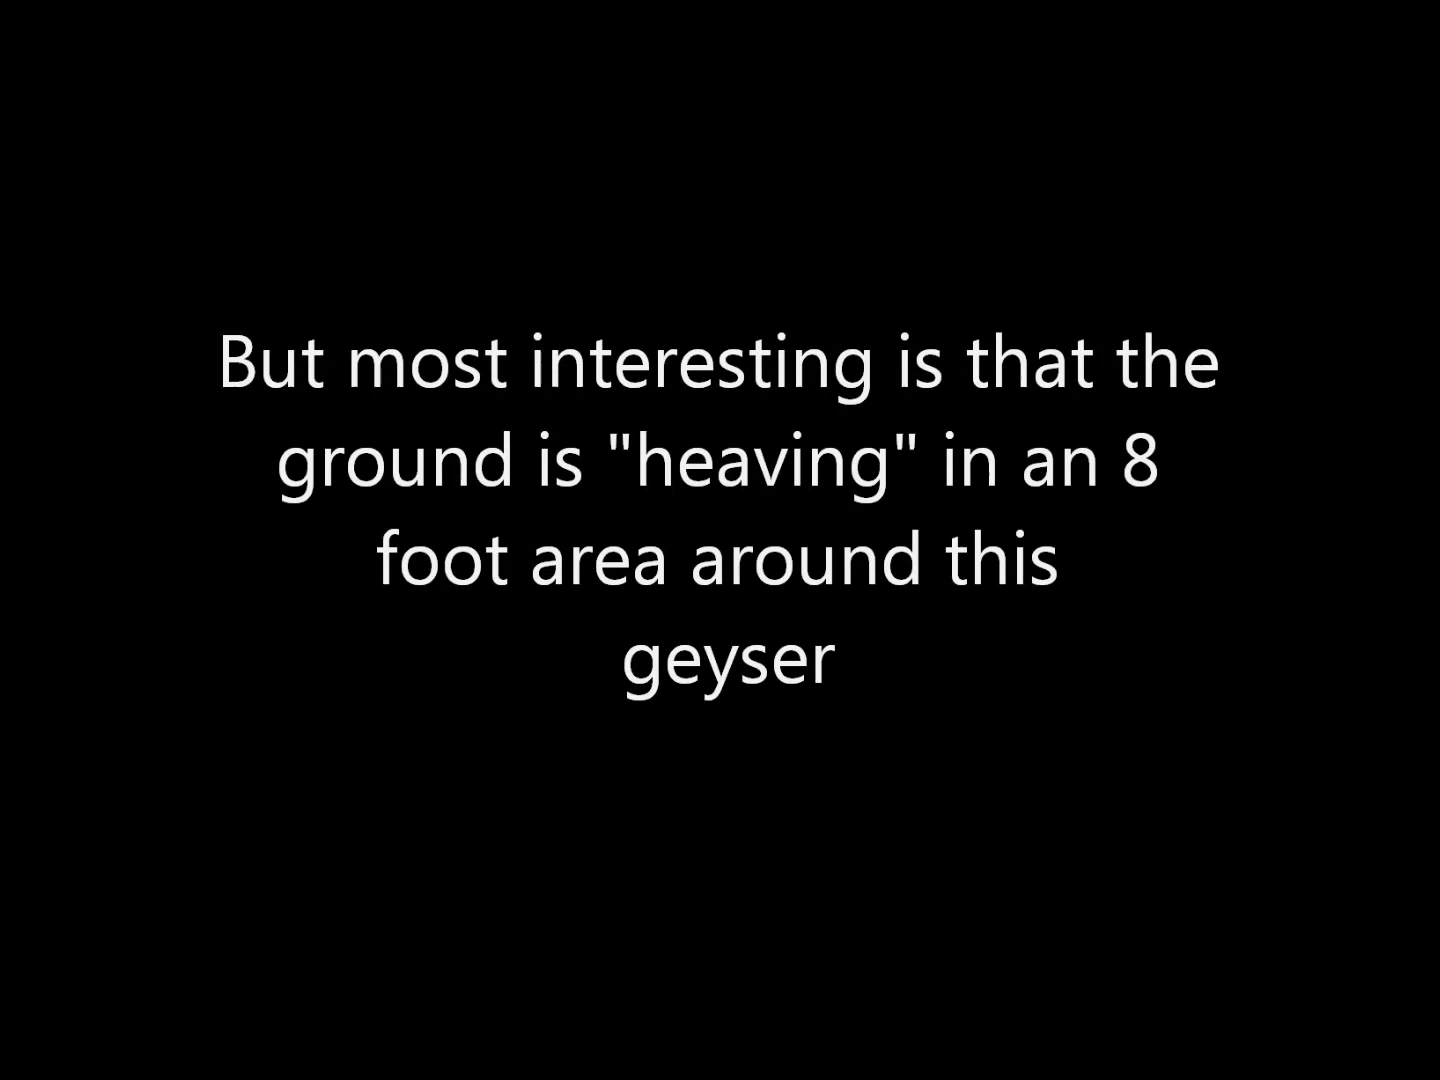 But most interesting is that the
ground is "heaving" in an 8
foot area around this
geyser